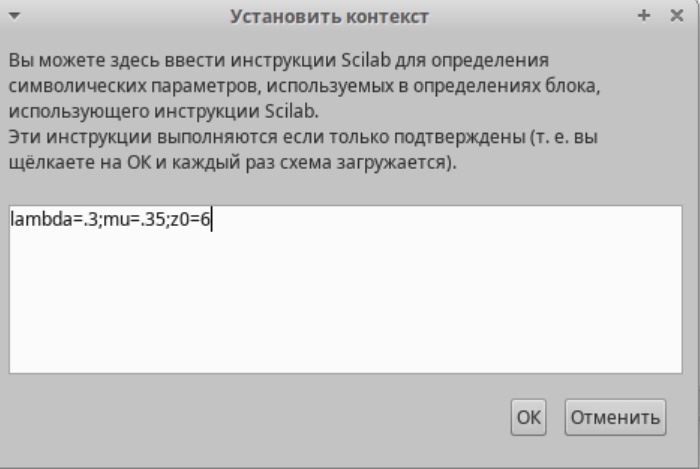 Установить контекст
Вы можете здесь ввести инструкции Scilab для определения
символических параметров, используемых в определениях блока,
использующего инструкции Scilab.
Эти инструкции выполняются если только подтверждены (т. е. вы
щёлкаете на ОК и каждый раз схема загружается).
lambda=.3;mu=.35;z0=6
ОК
Отменить